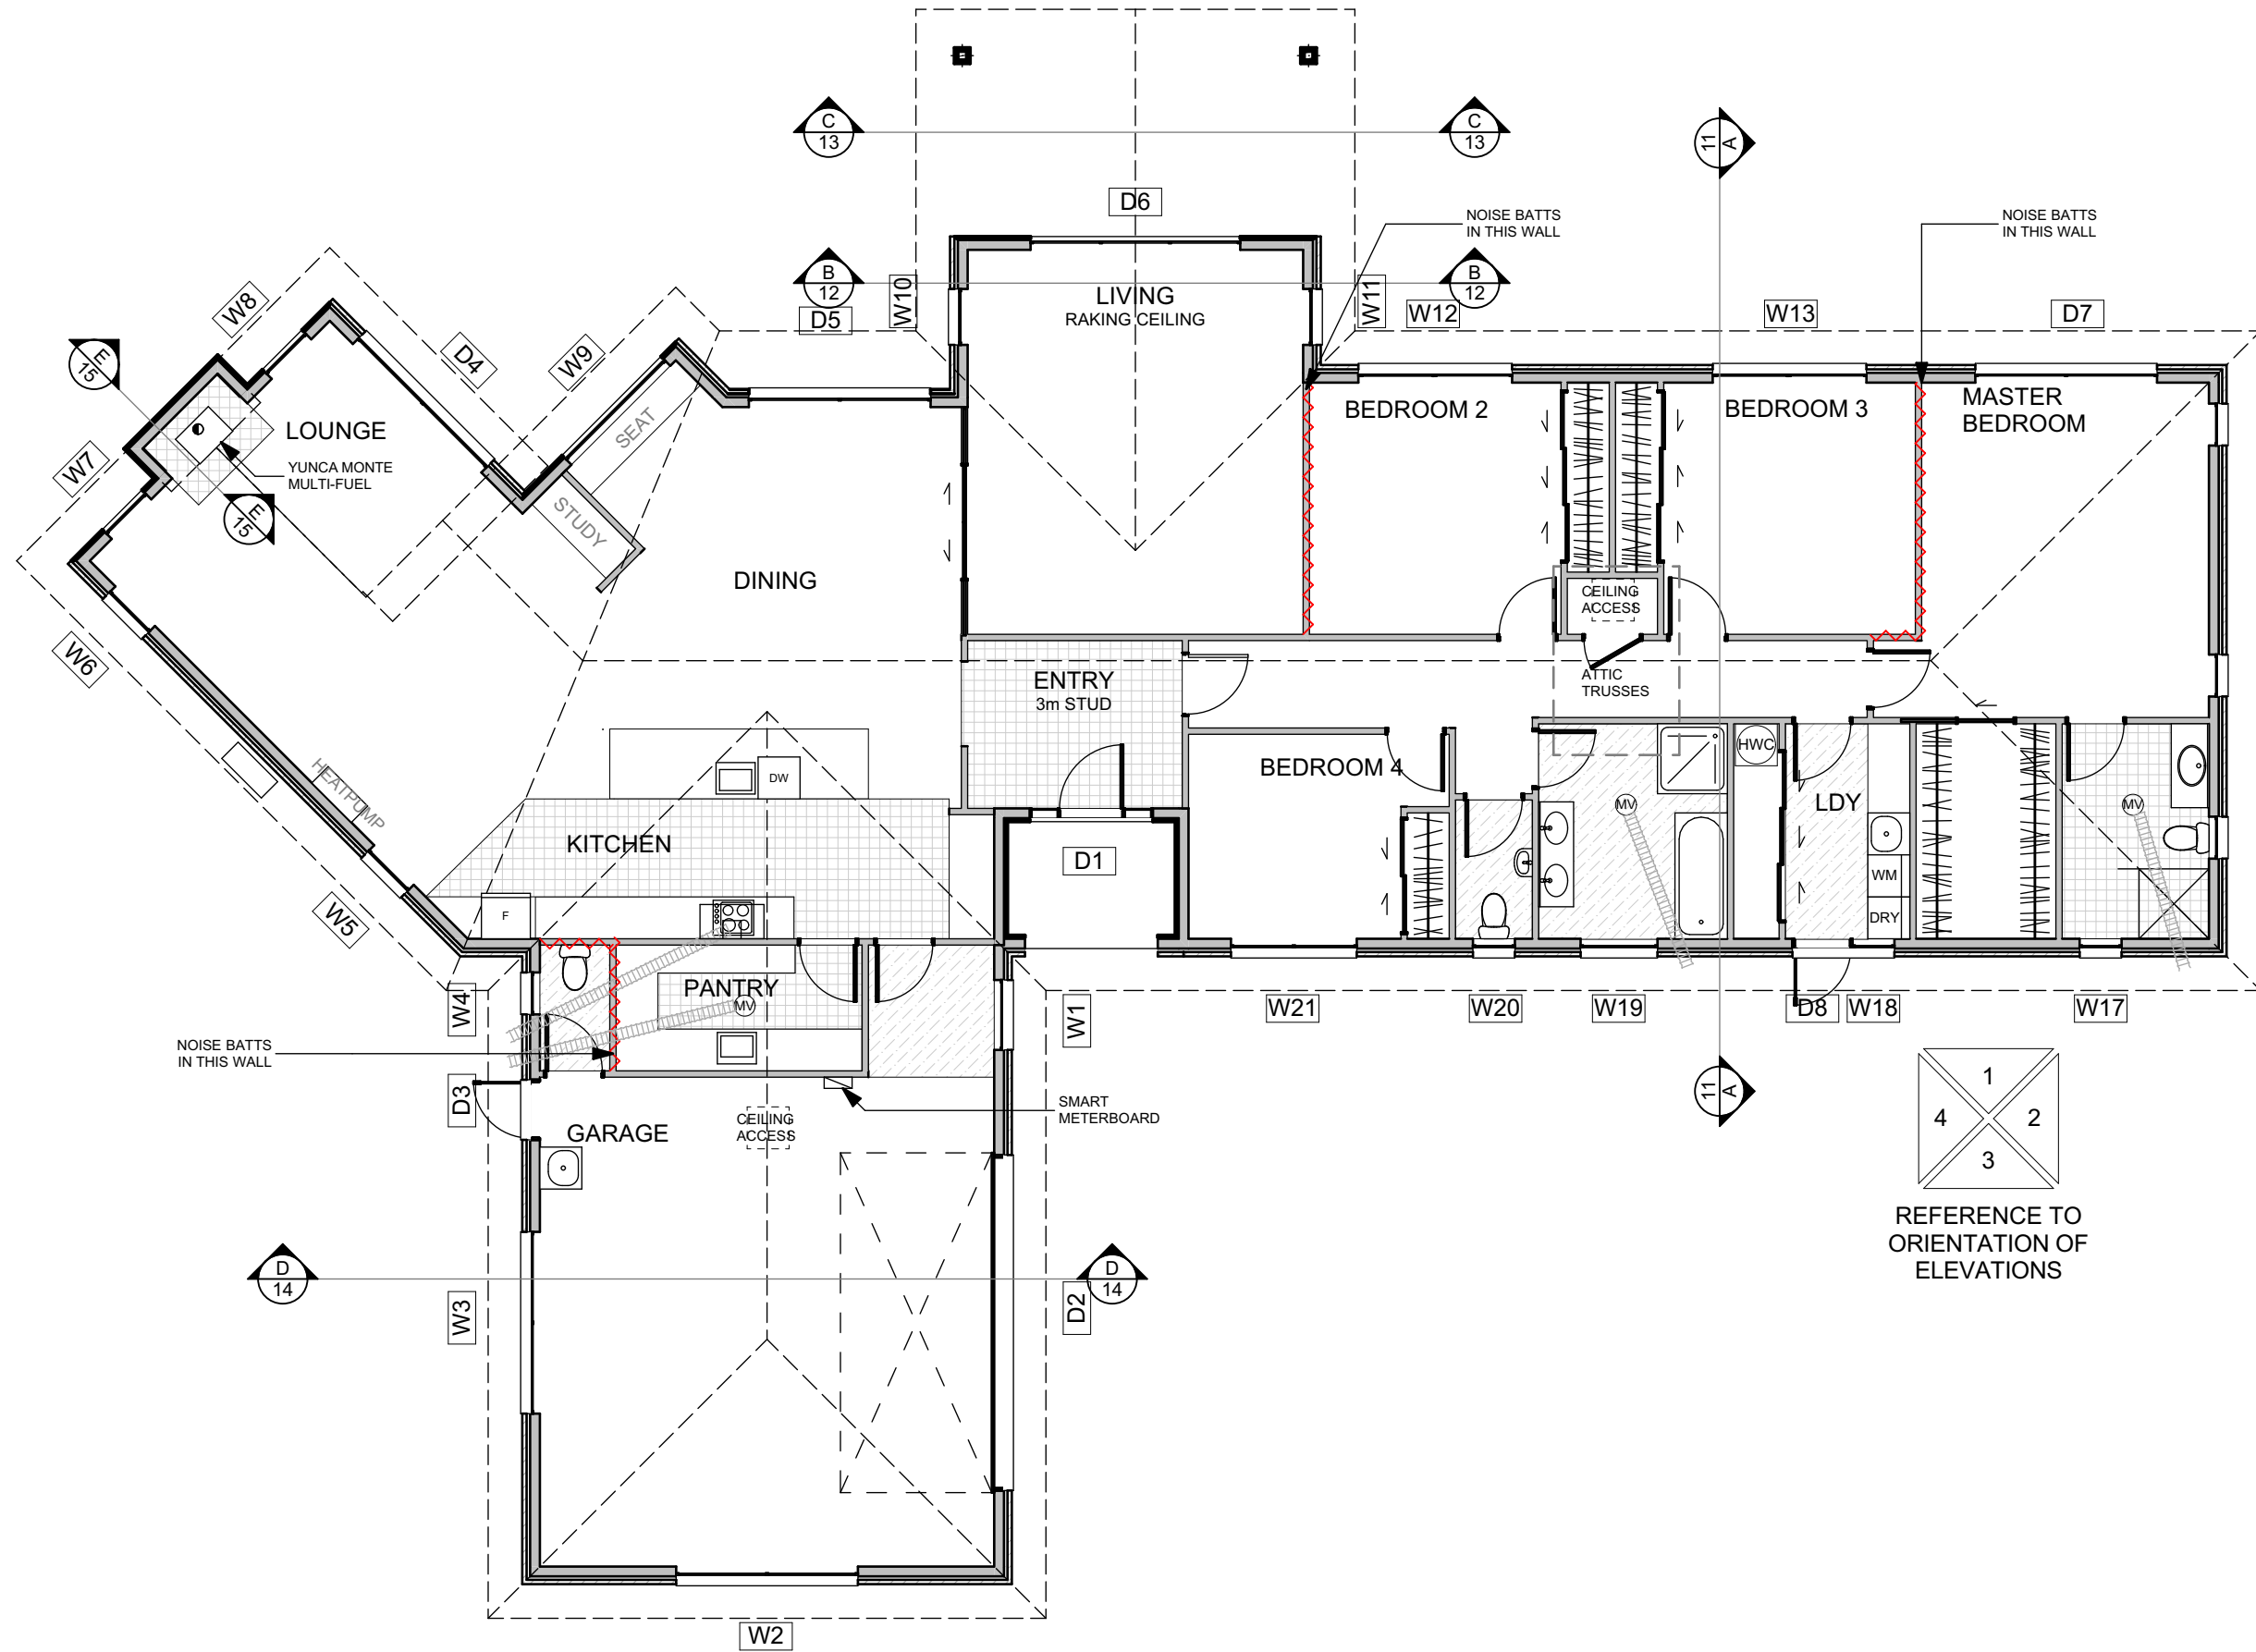 C
13
C
13
11
A
D6
NOISE BATTS
IN THIS WALL
NOISE BATTS
IN THIS WALL
B
12
B
12
D5
W10
LIVING
RAKING CEILING
W11
W12
W13
D7
W8
D4
W9
E
15
LOUNGE
SEAT
BEDROOM 2
BEDROOM 3
MASTER
BEDROOM
W7
YUNCA MONTE
MULTI-FUEL
E
15
STUDY
DINING
CEILING
ACCESS
W6
ENTRY
3m STUD
ATTIC
TRUSSES
HEATPUMP
DW
BEDROOM 4
HWC
LDY
MV
MV
KITCHEN
D1
WM
F
DRY
W5
PANTRY
MV
W4
W1
W21
W20
W19
D8
W18
W17
NOISE BATTS
IN THIS WALL
D3
SMART
METERBOARD
11
A
GARAGE
CEILING
ACCESS
1
4
2
3
REFERENCE TO
ORIENTATION OF
ELEVATIONS
D
14
D
14
W3
D2
W2